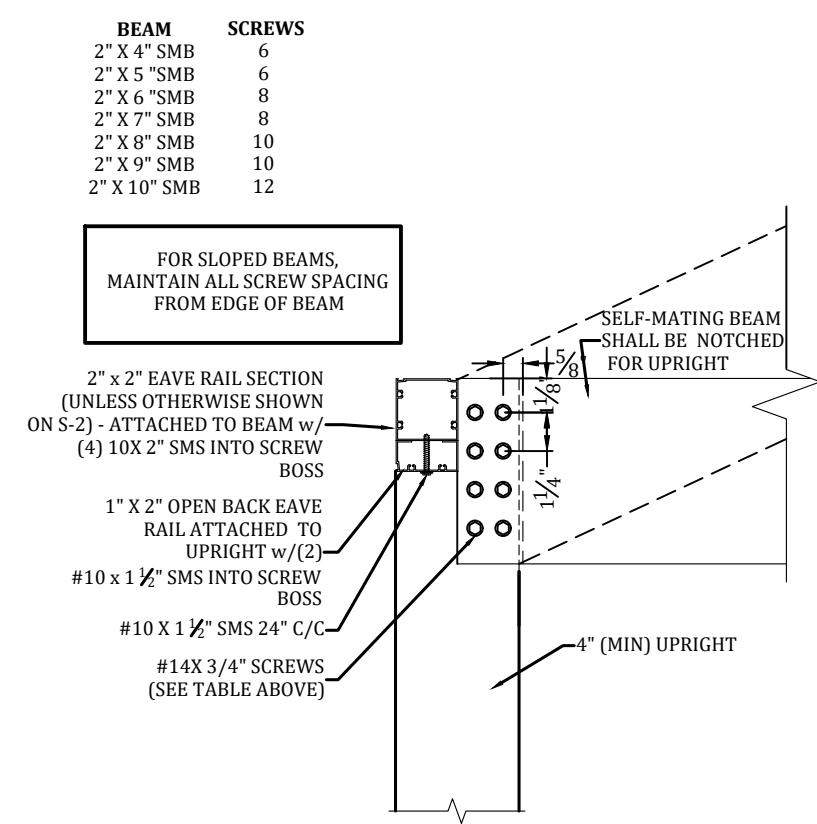 BEAM SCREWS
2" X 4" SMB 6
2" X 5 "SMB 6
2" X 6 "SMB 8
2" X 7" SMB 8
2" X 8" SMB 10
2" X 9" SMB 10
2" X 10" SMB 12
FOR SLOPED BEAMS,
MAINTAIN ALL SCREW SPACING
FROM EDGE OF BEAM
SELF-MATING BEAM
SHALL BE NOTCHED
FOR UPRIGHT
5/8
1 1/8"
1 1/4"
2" x 2" EAVE RAIL SECTION
(UNLESS OTHERWISE SHOWN
ON S-2) - ATTACHED TO BEAM w/
(4) 10X 2" SMS INTO SCREW
BOSS
1" X 2" OPEN BACK EAVE
RAIL ATTACHED TO
UPRIGHT w/(2)
#10 x 1 1/2" SMS INTO SCREW
BOSS
#10 X 1 1/2" SMS 24" C/C
#14X 3/4" SCREWS
(SEE TABLE ABOVE)
4" (MIN) UPRIGHT